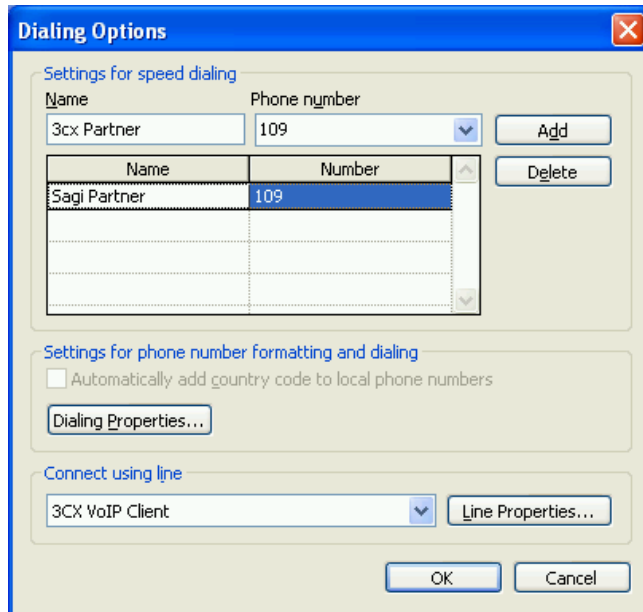 Dialing Options
Settings for speed dialing
Name Phone number
3cx Partner 109 Add
Name Number Delete
Sagi Partner 109
Settings for phone number formatting and dialing
Automatically add country code to local phone numbers
Dialing Properties...
Connect using line
3CX VoIP Client Line Properties...
OK Cancel